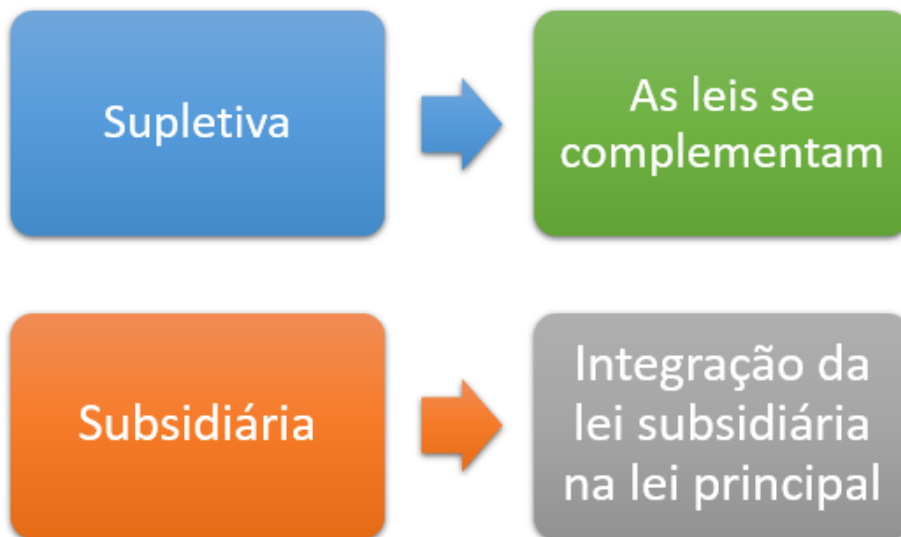 Supletiva
As leis se
complementam
Subsidiária
Integração da
lei subsidiária
na lei principal